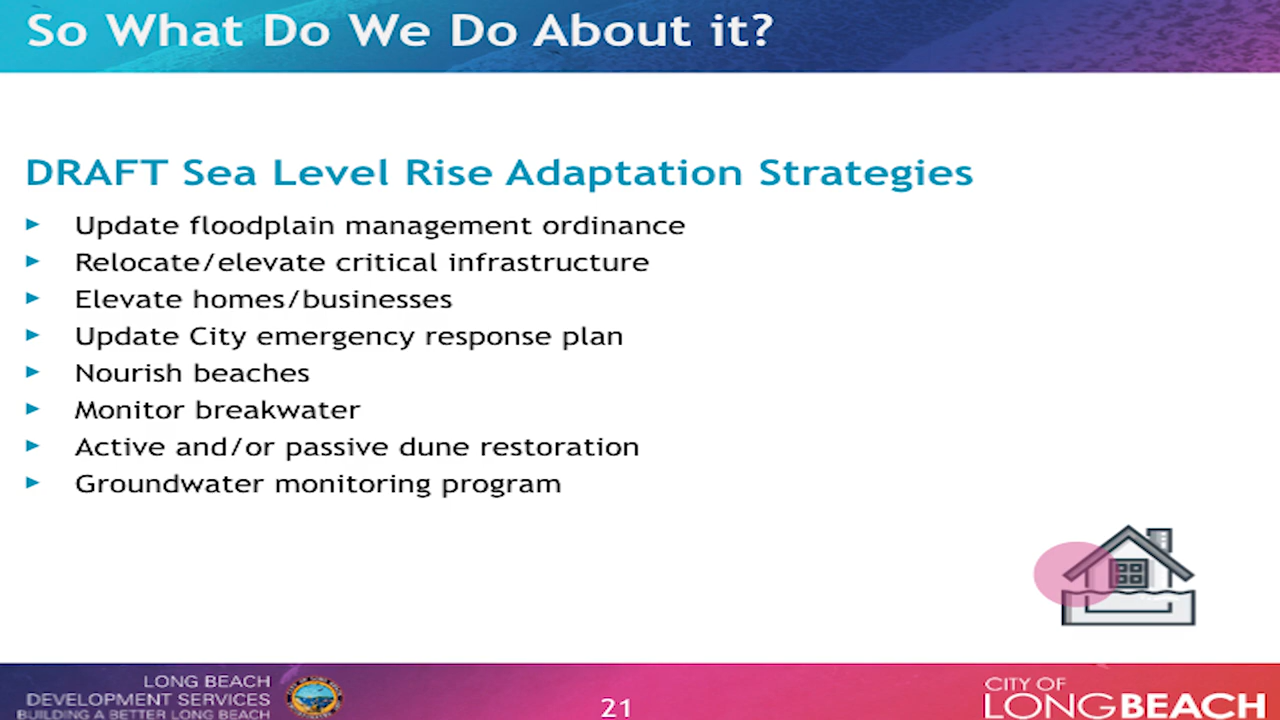 So What Do We Do About it?
DRAFT Sea Level Rise Adaptation Strategies
Update floodplain management ordinance
Relocate/elevate critical infrastructure
Elevate homes/businesses
Update City emergency response plan
Nourish beaches
Monitor breakwater
Active and/or passive dune restoration
Groundwater monitoring program
LONG BEACH
DEVELOPMENT SERVICES
BUILDING A BETTER LONG BEACH
21
CITY OF
LONGBEACH